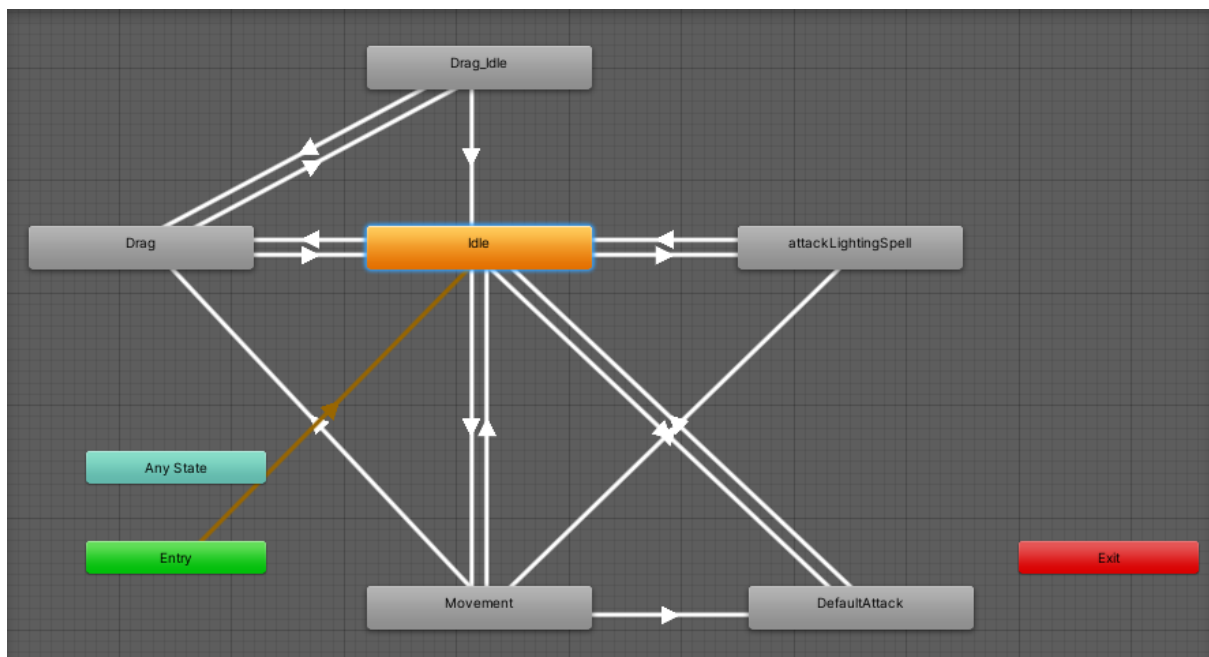 Drag_Idle
Drag
Idle
attackLightingSpell
Any State
Entry
Exit
Movement
DefaultAttack